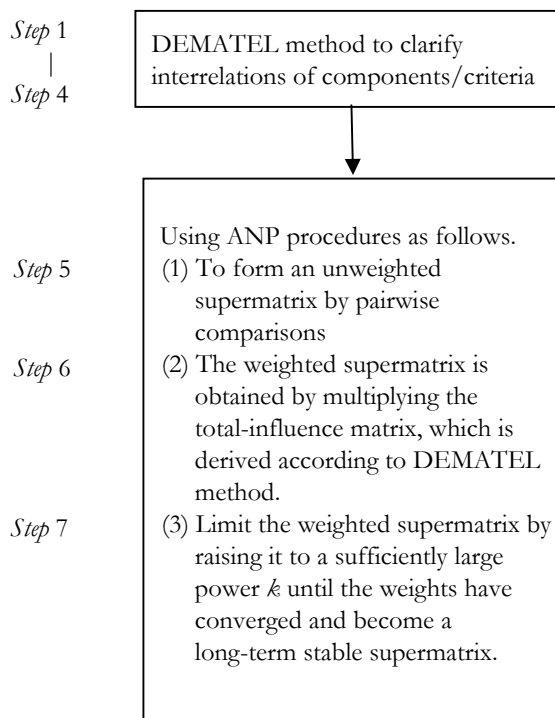 Step 1
|
Step 4
DEMATEL method to clarify
interrelations of components/criteria
Using ANP procedures as follows.
Step 5
(1) To form an unweighted
supermatrix by pairwise
comparisons
Step 6
(2) The weighted supermatrix is
obtained by multiplying the
total-influence matrix, which is
derived according to DEMATEL
method.
Step 7
(3) Limit the weighted supermatrix by
raising it to a sufficiently large
power k until the weights have
converged and become a
long-term stable supermatrix.